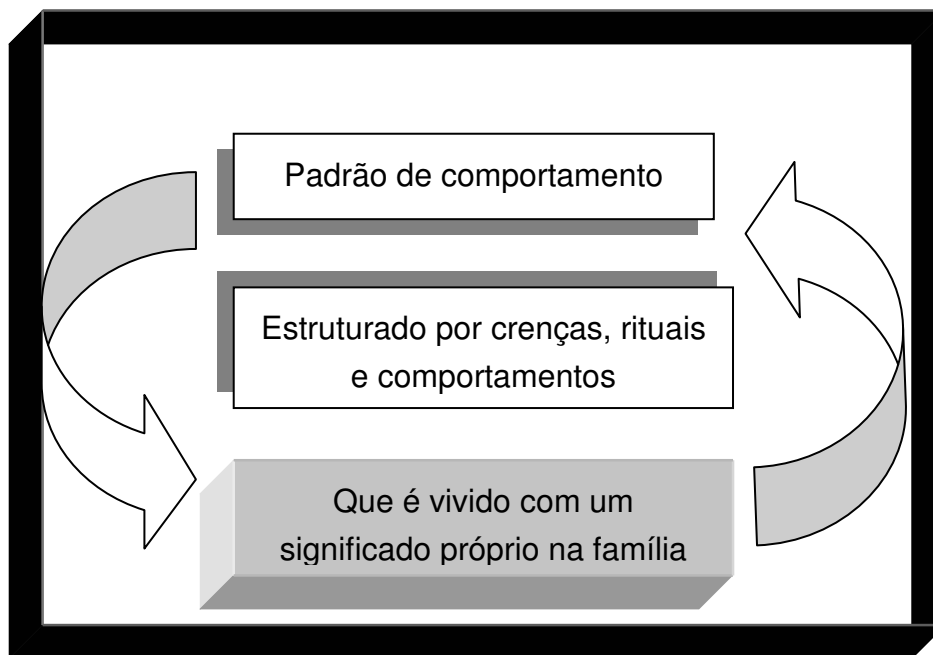 Padrão de comportamento
Estruturado por crenças, rituais
e comportamentos
Que é vivido com um
significado próprio na família